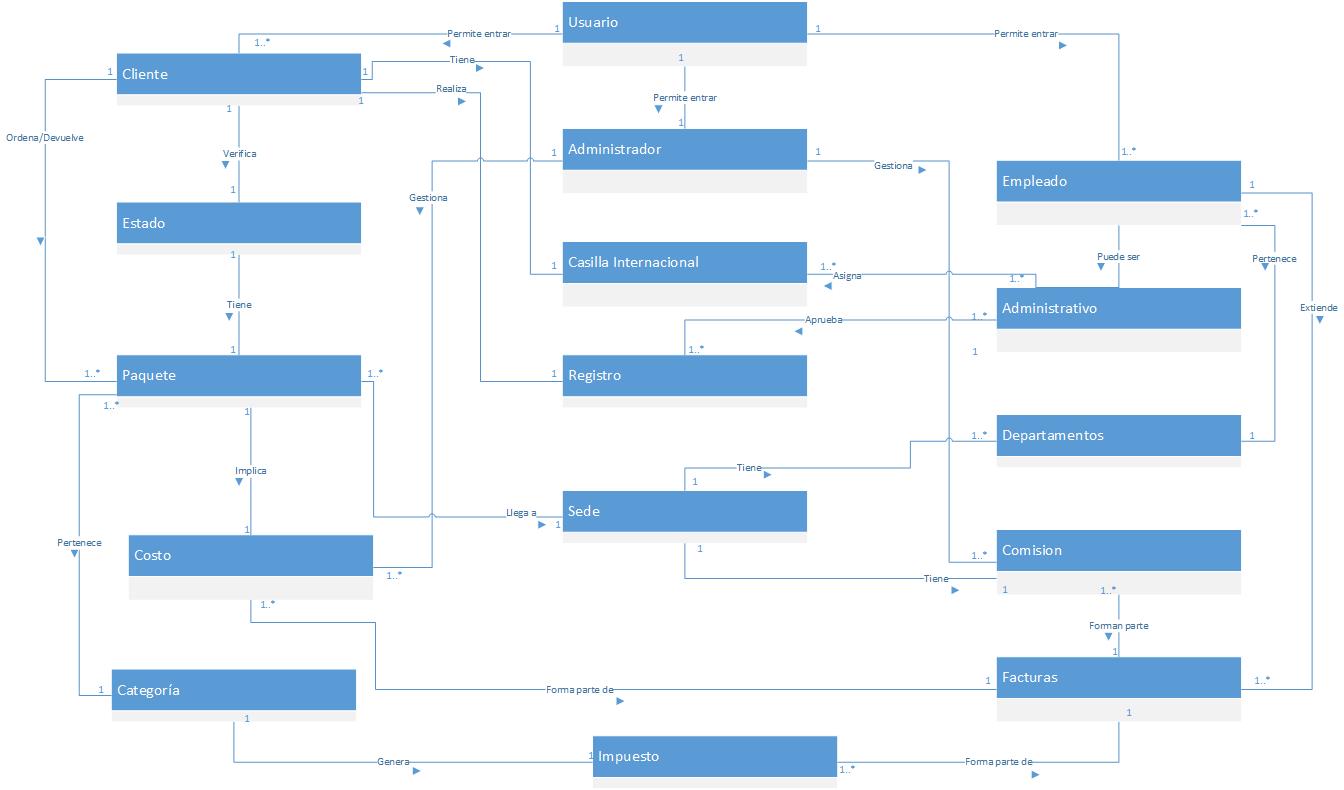 Usuario
1
1
Permite entrar
Permite entrar
1..*
Tiene
1
Cliente
1
1
Realiza
1
1
Permite entrar
1
Ordena/Devuelve
1
Administrador
1
1
Verifica
Gestiona
1..*
Empleado
1
1
Gestiona
1..*
Estado
1
Puede ser
Pertenece
Casilla Internacional
1
1..*
Asigna
1..*
Tiene
Administrativo
Extiende
Aprueba
1..*
1
1..*
1
Paquete
1..*
1..*
Registro
1
1..*
1
Departamentos
1..*
1
Tiene
Implica
1
Llega a
1
Sede
1
Pertenece
1
Costo
1..*
1
Comision
1..*
Tiene
1
1..*
1..*
Forman parte
1
Facturas
1
1..*
Categoría
1
Forma parte de
1
1
Impuesto
1
1..*
Genera
Forma parte de